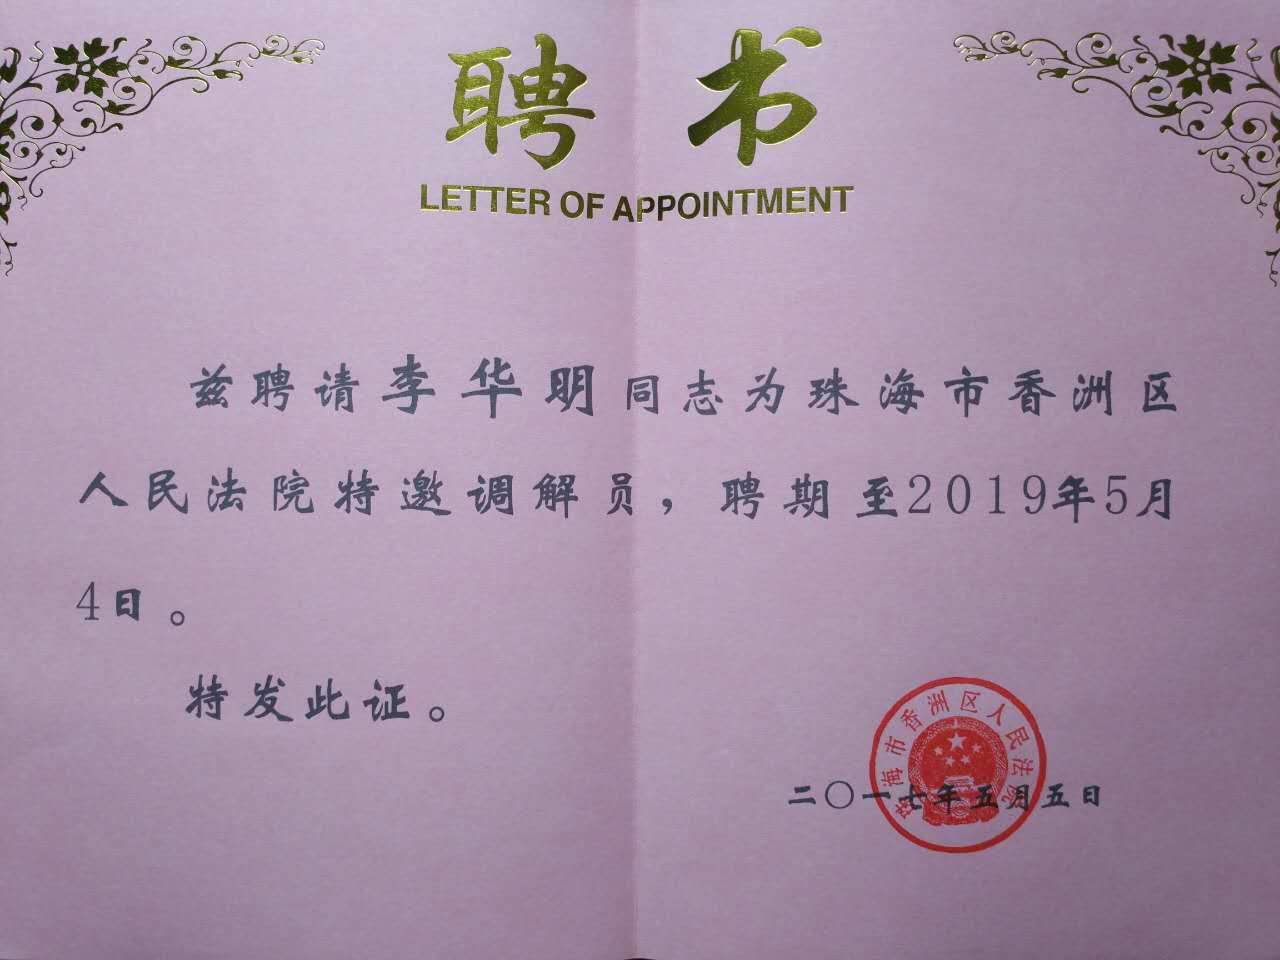 聘书
LETTER OF APPOINTMENT
兹聘请李华明同志为珠海市香洲区
人民法院特邀调解员，聘期至2019年5月
4日。
特发此证。
珠海市香洲区人民法院
二〇一七年五月五日